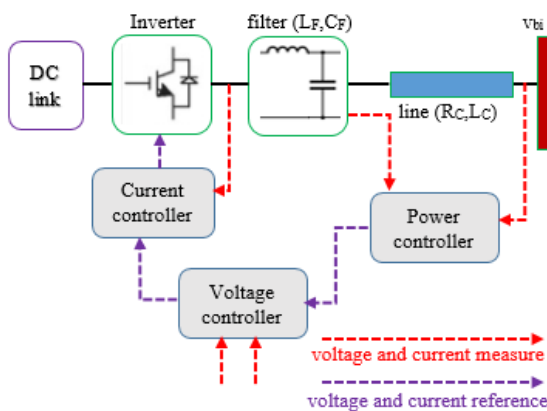 Inverter
filter (LF,CF)
Vbi
DC
link
line (RC,LC)
Current
controller
Power
controller
Voltage
controller
voltage and current measure
voltage and current reference